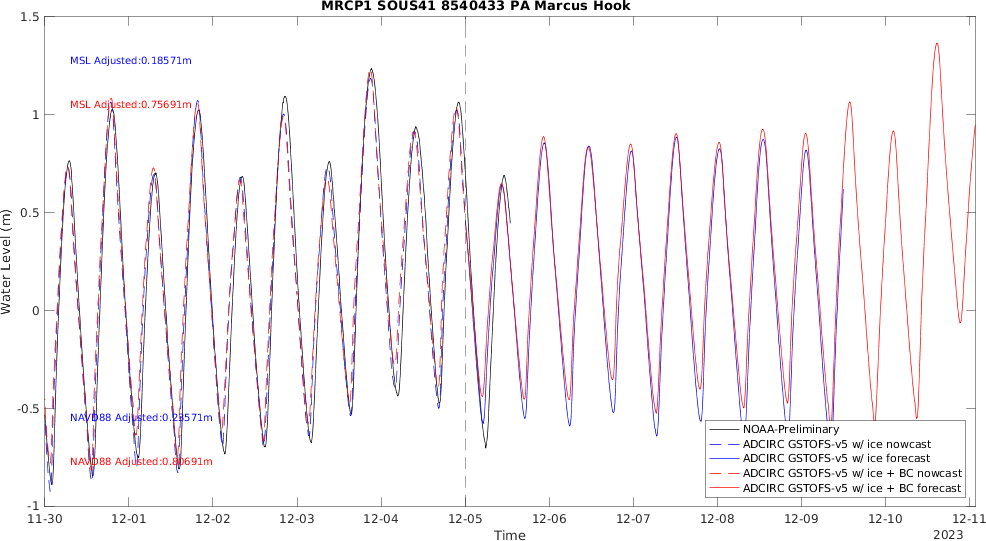 MRCP1 SOUS41 8540433 PA Marcus Hook
1.5
1
0.5
0
-0.5
-1
Water Level (m)
MSL Adjusted:0.18571m
MSL Adjusted:0.75691m
NAVD88 Adjusted:0.23571m
NAVD88 Adjusted:0.80691m
NOAA-Preliminary
ADCIRC GSTOFS-v5 w/ ice nowcast
ADCIRC GSTOFS-v5 w/ ice forecast
ADCIRC GSTOFS-v5 w/ ice + BC nowcast
ADCIRC GSTOFS-v5 w/ ice + BC forecast
11-30 12-01 12-02 12-03 12-04 12-05 12-06 12-07 12-08 12-09 12-10 12-11
Time
2023